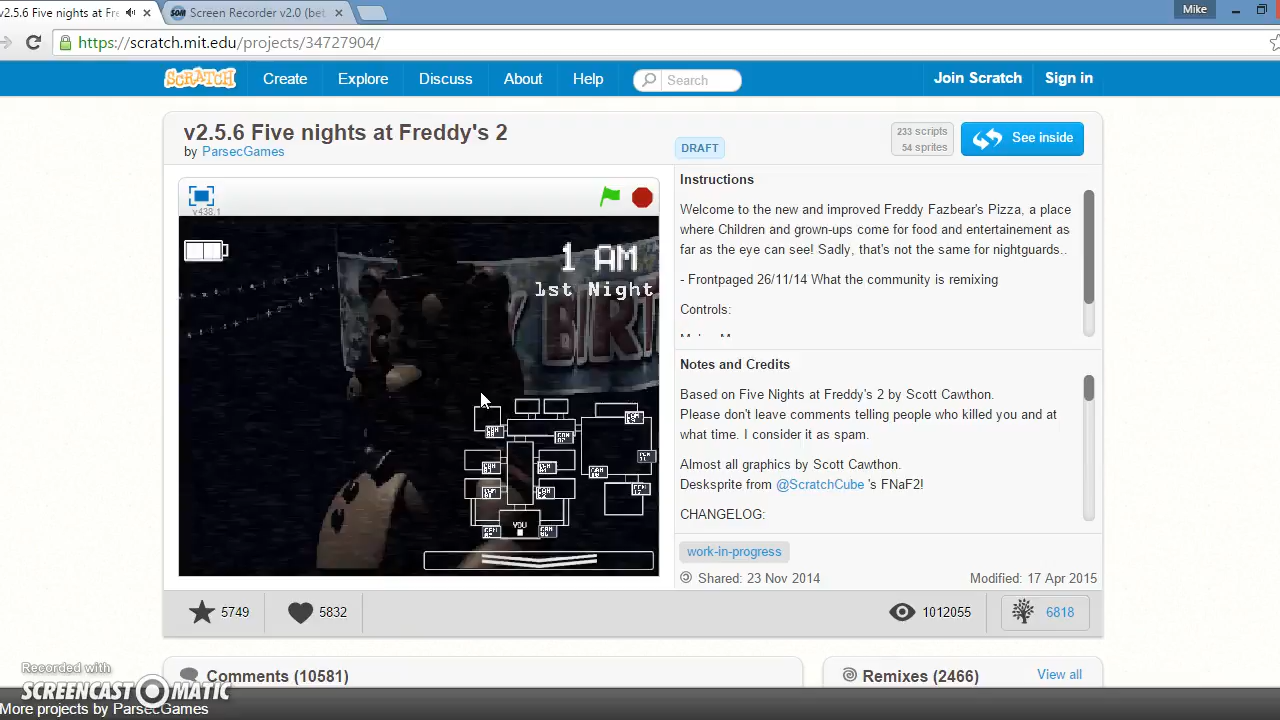 v2.5.6 Five nights at Fr
Screen Recorder v2.0 (bet
Mike
https://scratch.mit.edu/projects/34727904/
SCRATCH
Create
Explore
Discuss
About
Help
Search
Join Scratch
Sign in
v2.5.6 Five nights at Freddy's 2
by ParsecGames
DRAFT
233 scripts
54 sprites
See inside
v438.1
1 AM
1st Night
BIRT
YOU
Instructions
Welcome to the new and improved Freddy Fazbear's Pizza, a place
where Children and grown-ups come for food and entertainement as
far as the eye can see! Sadly, that's not the same for nightguards..
- Frontpaged 26/11/14 What the community is remixing
Controls:
Notes and Credits
Based on Five Nights at Freddy's 2 by Scott Cawthon.
Please don't leave comments telling people who killed you and at
what time. I consider it as spam.
Almost all graphics by Scott Cawthon.
Desksprite from @ScratchCube 's FNaF2!
CHANGELOG:
work-in-progress
Shared: 23 Nov 2014
Modified: 17 Apr 2015
5749
5832
1012055
6818
Comments (10581)
Remixes (2466)
View all
Recorded with
SCREENCAST MATIC
More projects by ParsecGames